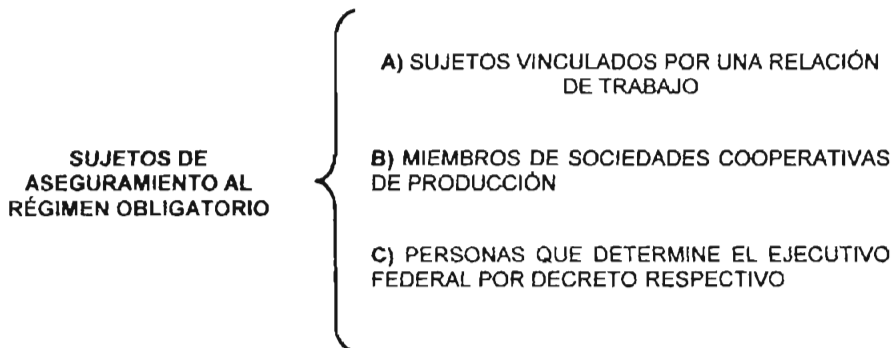 SUJETOS DE
ASEGURAMIENTO AL
RÉGIMEN OBLIGATORIO
A) SUJETOS VINCULADOS POR UNA RELACIÓN
DE TRABAJO
B) MIEMBROS DE SOCIEDADES COOPERATIVAS
DE PRODUCCIÓN
C) PERSONAS QUE DETERMINE EL EJECUTIVO
FEDERAL POR DECRETO RESPECTIVO